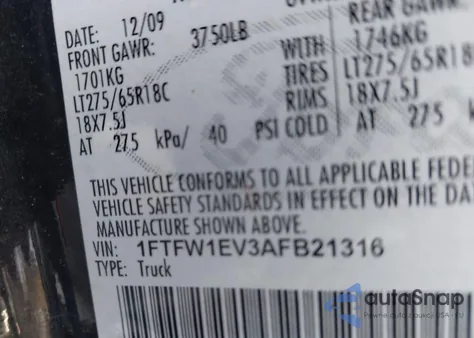 DATE: 12/09
FRONT GAWR: 3750LB
1701KG
LT275/65R18C
18X7.5J
AT 275 kPa/ 40 PSI COLD
WITH
TIRES
RIMS
REAR GAWR
1746KG
LT275/65R18
18X7.5J
AT 275
THIS VEHICLE CONFORMS TO ALL APPLICABLE FEDE
VEHICLE SAFETY STANDARDS IN EFFECT ON THE DA
MANUFACTURE SHOWN ABOVE.
VIN: 1FTFW1EV3AFB21316
TYPE: Truck
autoSnap